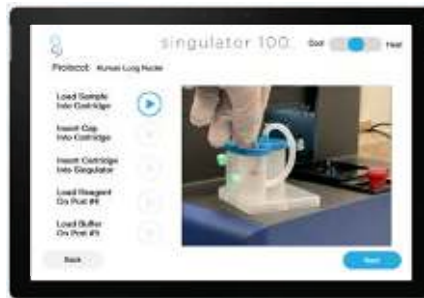 singulator 100
Cool
Heat
Protocol: Human Lung Nuclei
Load Sample
Into Cartridge
Insert Cap
Into Cartridge
Insert Cartridge
Into Singulator
Load Reagent
On Port #6
Load Buffer
On Port #5
Back
Next